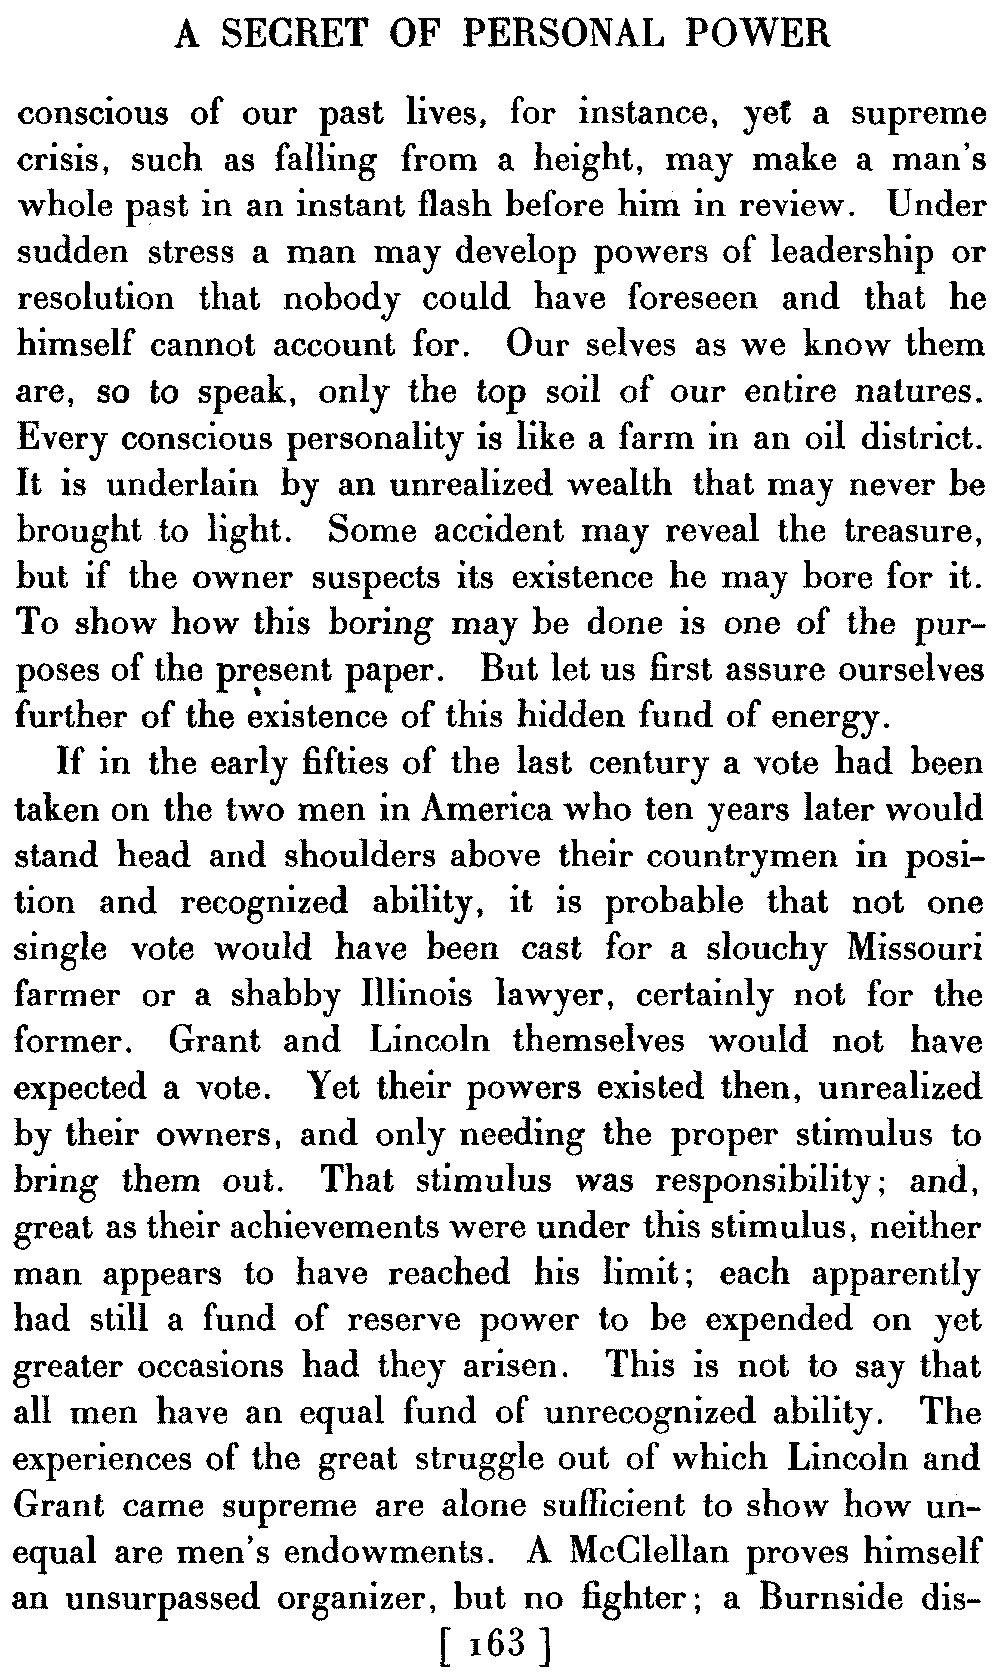 A SECRET OF PERSONAL POWER
conscious of our past lives, for instance, yet a supreme
crisis, such as falling from a height, may make a man's
whole past in an instant flash before him in review. Under
sudden stress a man may develop powers of leadership or
resolution that nobody could have foreseen and that he
himself cannot account for. Our selves as we know them
are, so to speak, only the top soil of our entire natures.
Every conscious personality is like a farm in an oil district.
It is underlain by an unrealized wealth that may never be
brought to light. Some accident may reveal the treasure,
but if the owner suspects its existence he may bore for it.
To show how this boring may be done is one of the pur-
poses of the present paper. But let us first assure ourselves
further of the existence of this hidden fund of energy.
If in the early fifties of the last century a vote had been
taken on the two men in America who ten years later would
stand head and shoulders above their countrymen in posi-
tion and recognized ability, it is probable that not one
single vote would have been cast for a slouchy Missouri
farmer or a shabby Illinois lawyer, certainly not for the
former. Grant and Lincoln themselves would not have
expected a vote. Yet their powers existed then, unrealized
by their owners, and only needing the proper stimulus to
bring them out. That stimulus was responsibility; and,
great as their achievements were under this stimulus, neither
man appears to have reached his limit; each apparently
had still a fund of reserve power to be expended on yet
greater occasions had they arisen. This is not to say that
all men have an equal fund of unrecognized ability. The
experiences of the great struggle out of which Lincoln and
Grant came supreme are alone sufficient to show how un-
equal are men's endowments. A McClellan proves himself
an unsurpassed organizer, but no fighter; a Burnside dis-
[ 163 ]